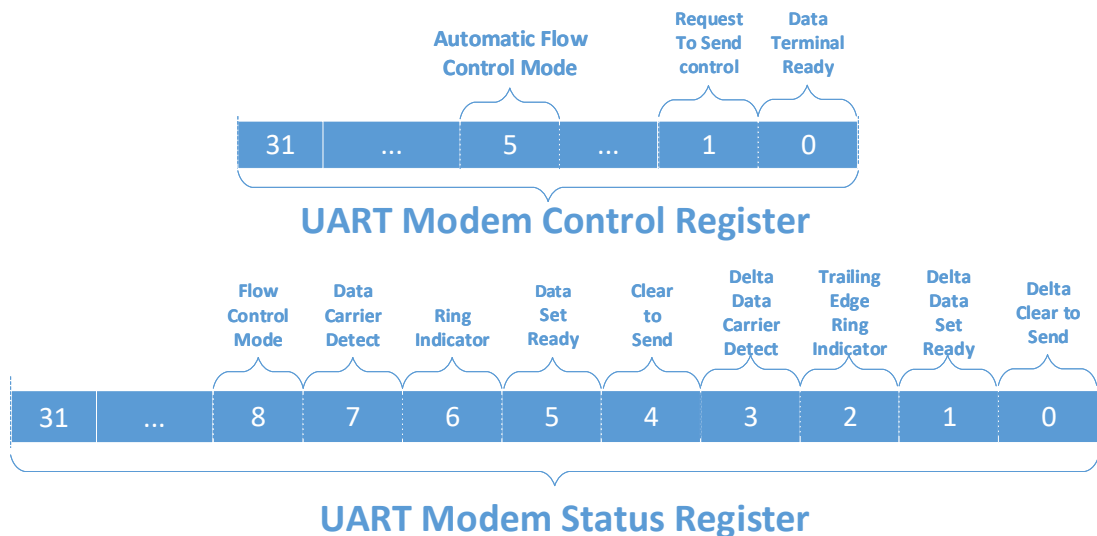 Automatic Flow
Control Mode
Request
To Send
control
Data
Terminal
Ready
31 ... 5 ... 1 0
UART Modem Control Register
Flow
Control
Mode
Data
Carrier
Detect
Ring
Indicator
Data
Set
Ready
Clear
to
Send
Delta
Data
Carrier
Detect
Trailing
Edge
Ring
Indicator
Delta
Data
Set
Ready
Delta
Clear to
Send
31 ... 8 7 6 5 4 3 2 1 0
UART Modem Status Register